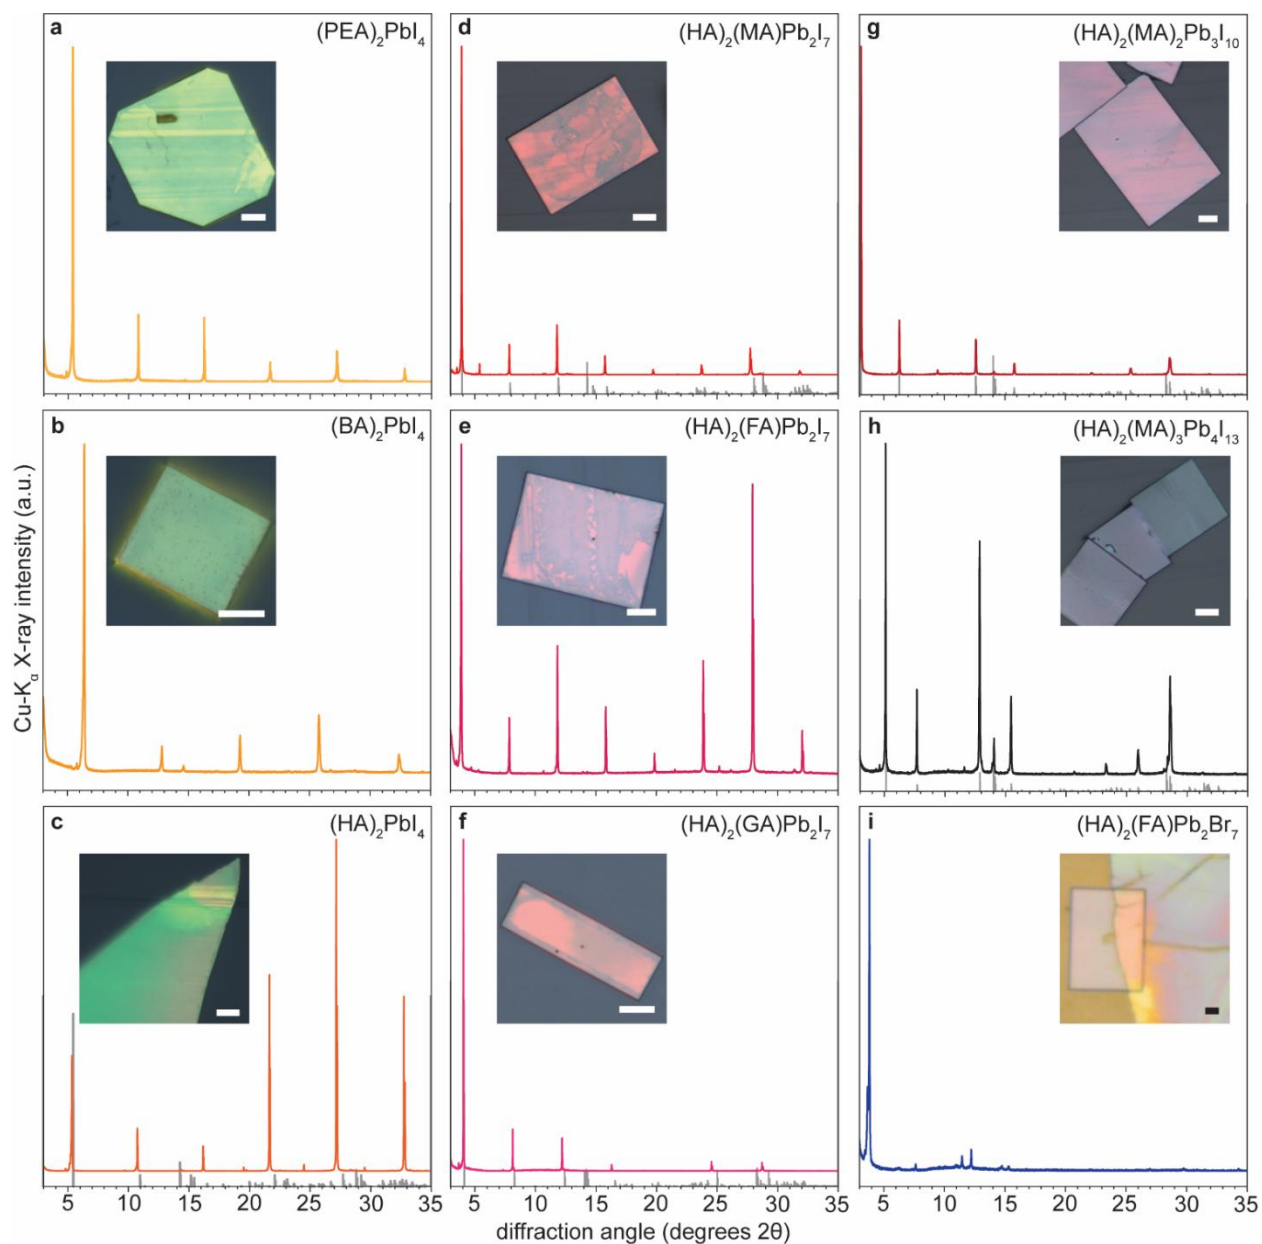 a (PEA)₂PbI₄
d (HA)₂(MA)Pb₂I₇
g (HA)₂(MA)₂Pb₃I₁₀
b (BA)₂PbI₄
e (HA)₂(FA)Pb₂I₇
h (HA)₂(MA)₃Pb₄I₁₃
Cu-Kα X-ray intensity (a.u.)
c (HA)₂PbI₄
f (HA)₂(GA)Pb₂I₇
i (HA)₂(FA)Pb₂Br₇
5 10 15 20 25 30 35
5 10 15 20 25 30 35
5 10 15 20 25 30 35
diffraction angle (degrees 2θ)